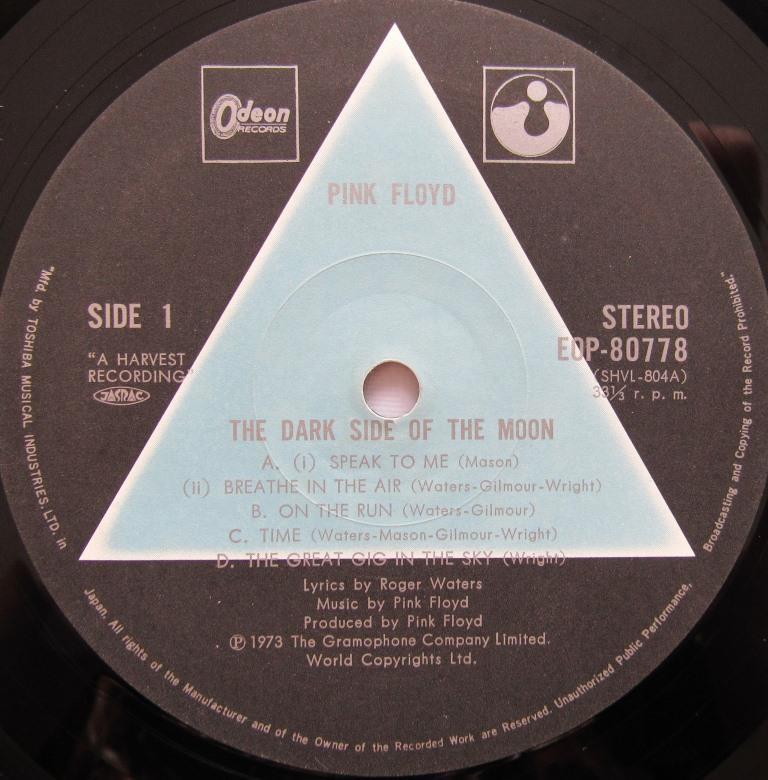 Odeon
RECORDS
PINK FLOYD
SIDE 1
"A HARVEST
RECORDING"
JASRAC
STEREO
EOP-80778
(SHVL-804A)
33⅓ r. p. m.
THE DARK SIDE OF THE MOON
A. (i) SPEAK TO ME (Mason)
(ii) BREATHE IN THE AIR (Waters-Gilmour-Wright)
B. ON THE RUN (Waters-Gilmour)
C. TIME (Waters-Mason-Gilmour-Wright)
D. THE GREAT GIG IN THE SKY (Wright)
Lyrics by Roger Waters
Music by Pink Floyd
Produced by Pink Floyd
℗ 1973 The Gramophone Company Limited.
World Copyrights Ltd.
"Mfd. by TOSHIBA MUSICAL INDUSTRIES. LTD. in Japan. All rights of the Manufacturer and of the Owner of the Recorded Work are Reserved. Unauthorized Public Performance, Broadcasting and Copying of the Record Prohibited."